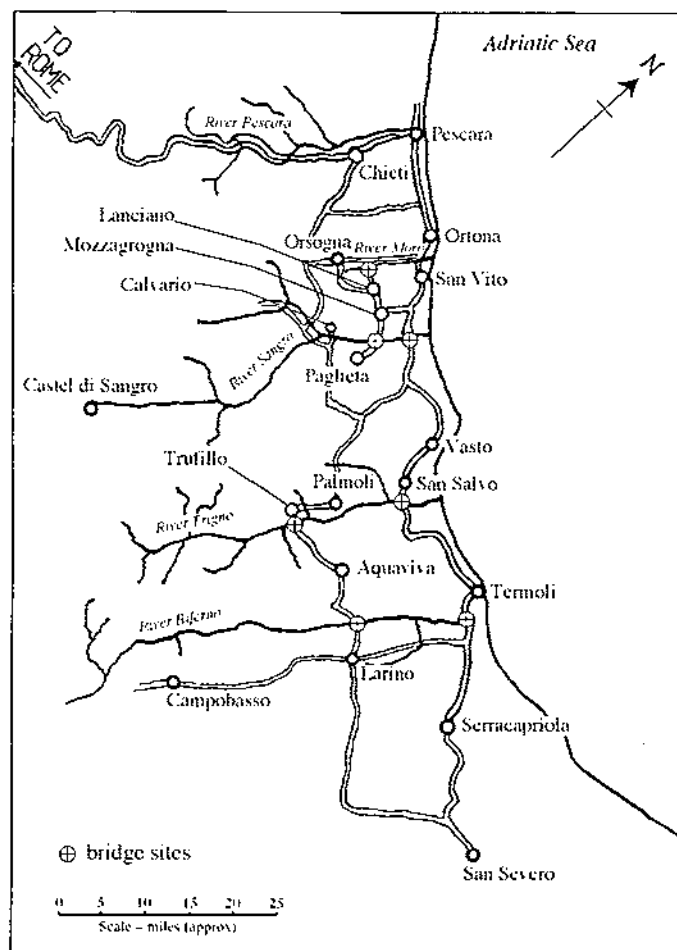 TO
ROME
Adriatic Sea
N
River Pescara
Pescara
Chieti
Lanciano
Orsogna
River Moro
Ortona
Mozzagrogna
San Vito
Calvario
River Sangro
Paglieta
Castel di Sangro
Vasto
Trufillo
Palmoli
San Salvo
River Trigno
Aquaviva
Termoli
River Biferno
Larino
Campobasso
Serracapriola
bridge sites
San Severo
0 5 10 15 20 25
Scale – miles (approx)